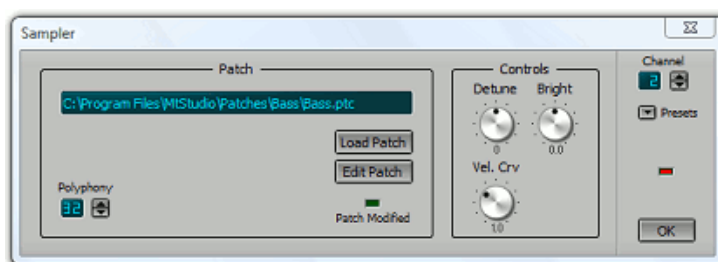 Sampler
Patch
C:\Program Files\MtStudio\Patches\Bass\Bass.ptc
Load Patch
Edit Patch
Polyphony
32
Patch Modified
Controls
Detune
Bright
0
0.0
Vel. Crv
1.0
Channel
2
Presets
OK